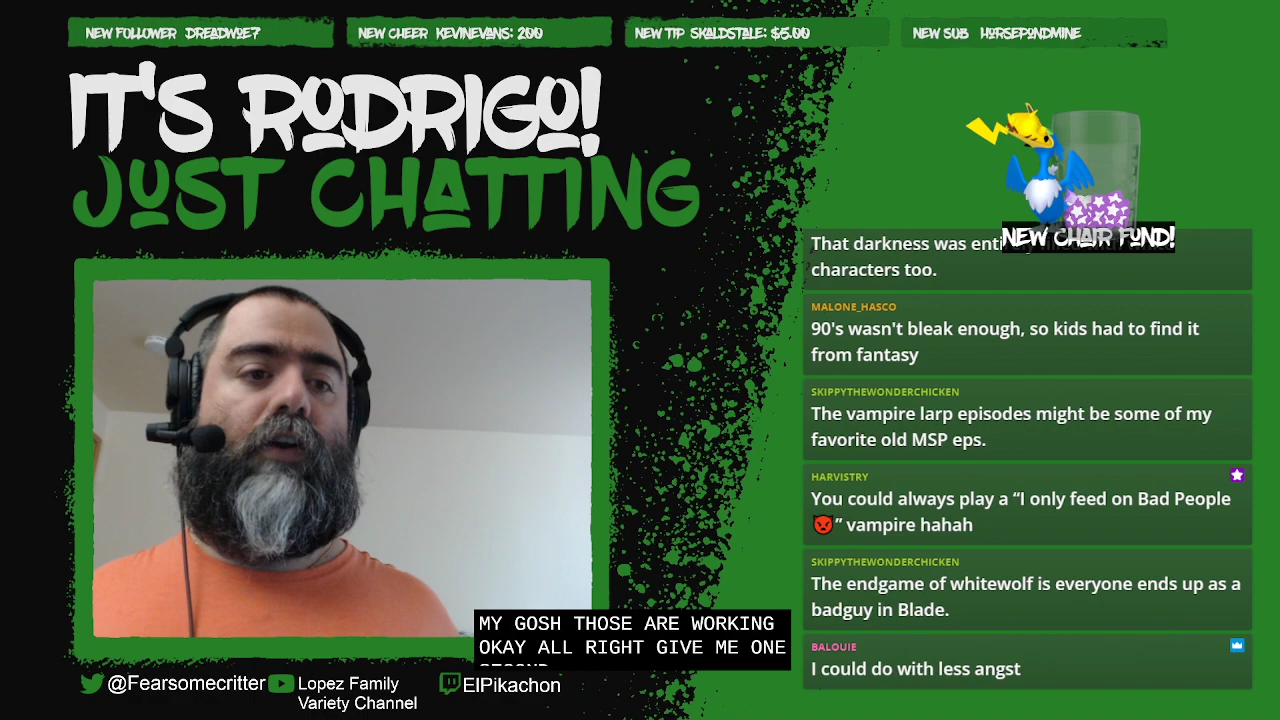 NEW FOLLOWER DREADWOE7
NEW CHEER KEVINEVANS: 200
NEW TIP SKALDSTALE: $5.00
NEW SUB HORSEPONDMINE
IT'S RODRIGO!
JUST CHATTING
NEW CHAIR FUND!
That darkness was
characters too.
MALONE_HASCO
90's wasn't bleak enough, so kids had to find it
from fantasy
SKIPPYTHEWONDERCHICKEN
The vampire larp episodes might be some of my
favorite old MSP eps.
HARVISTRY
You could always play a “I only feed on Bad People
👿” vampire hahah
SKIPPYTHEWONDERCHICKEN
The endgame of whitewolf is everyone ends up as a
badguy in Blade.
BALOUIE
I could do with less angst
MY GOSH THOSE ARE WORKING
OKAY ALL RIGHT GIVE ME ONE
@Fearsomecritter
Lopez Family
Variety Channel
ElPikachon